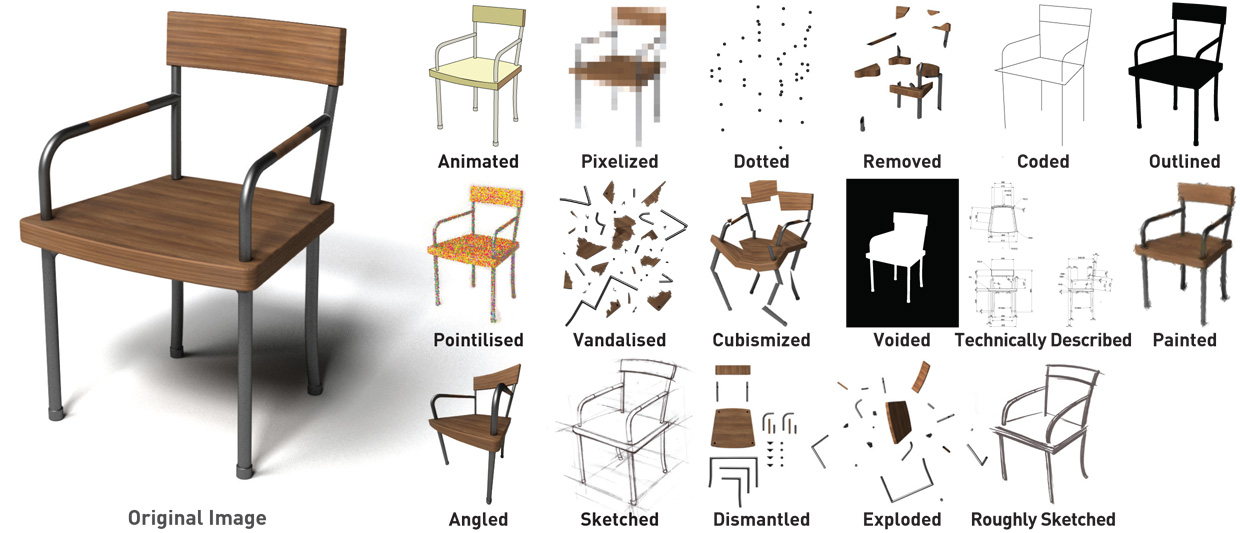 Animated
Pixelized
Dotted
Removed
Coded
Outlined
Pointilised
Vandalised
Cubismized
Voided
Technically Described
Painted
Angled
Sketched
Dismantled
Exploded
Roughly Sketched
Original Image